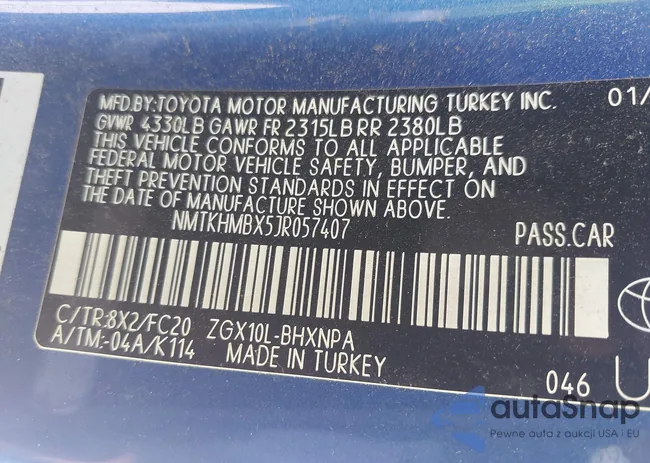 MFD.BY:TOYOTA MOTOR MANUFACTURING TURKEY INC. 01/
GVWR 4330LB GAWR FR 2315LB RR 2380LB
THIS VEHICLE CONFORMS TO ALL APPLICABLE
FEDERAL MOTOR VEHICLE SAFETY, BUMPER, AND
THEFT PREVENTION STANDARDS IN EFFECT ON
THE DATE OF MANUFACTURE SHOWN ABOVE.
NMTKHMBX5JR057407 PASS.CAR
C/TR:8X2/FC20 ZGX10L-BHXNPA
A/TM:-04A/K114 MADE IN TURKEY
046 U
autaSnap
Pewne auta z aukcji USA i EU